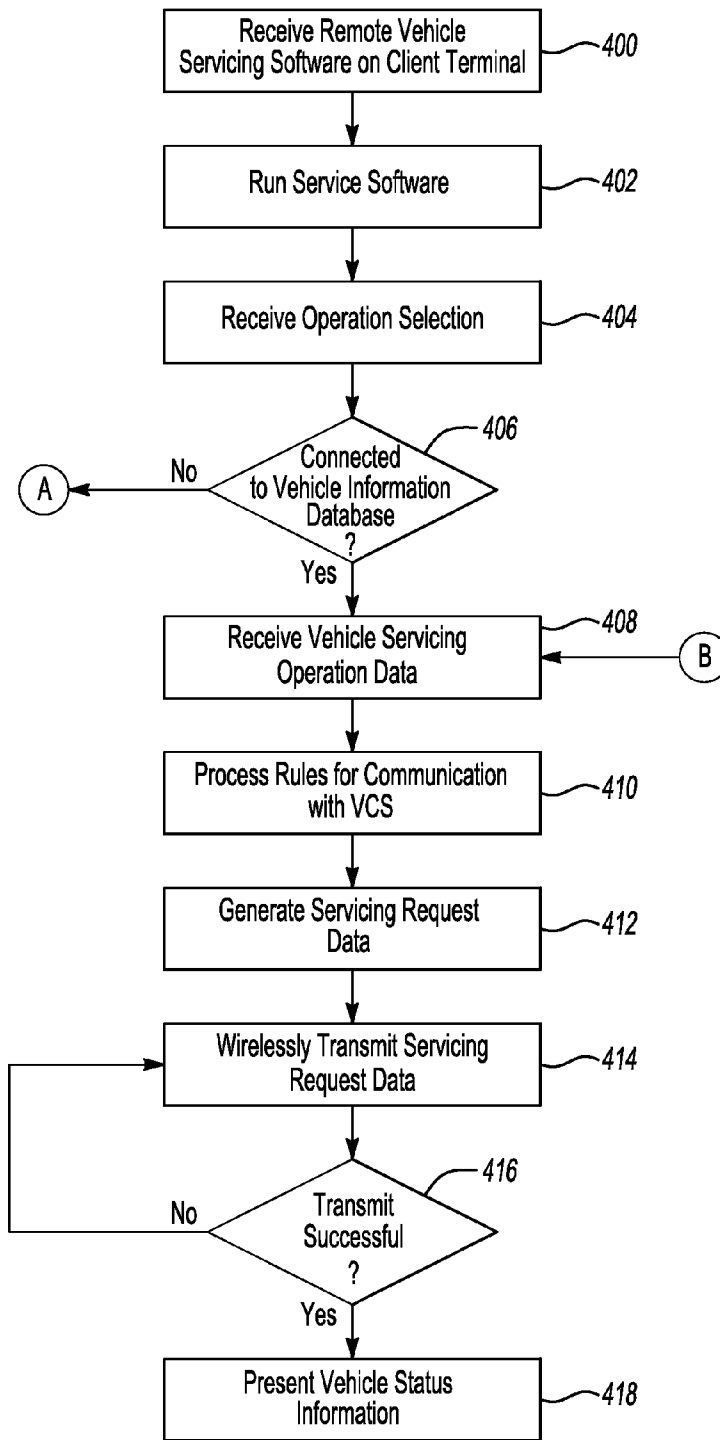 Receive Remote Vehicle
Servicing Software on Client Terminal
400
Run Service Software
402
Receive Operation Selection
404
406
Connected
to Vehicle Information
Database
?
No
A
Yes
408
Receive Vehicle Servicing
Operation Data
B
Process Rules for Communication
with VCS
410
Generate Servicing Request
Data
412
Wirelessly Transmit Servicing
Request Data
414
416
Transmit
Successful
?
No
Yes
Present Vehicle Status
Information
418